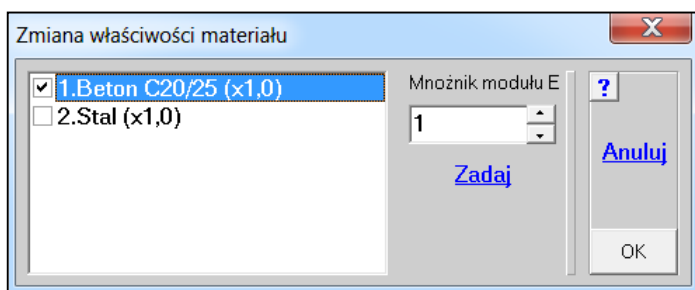 Zmiana właściwości materiału
X
1.Beton C20/25 (x1,0)
2.Stal (x1,0)
Mnożnik modułu E
1
Zadaj
?
Anuluj
OK